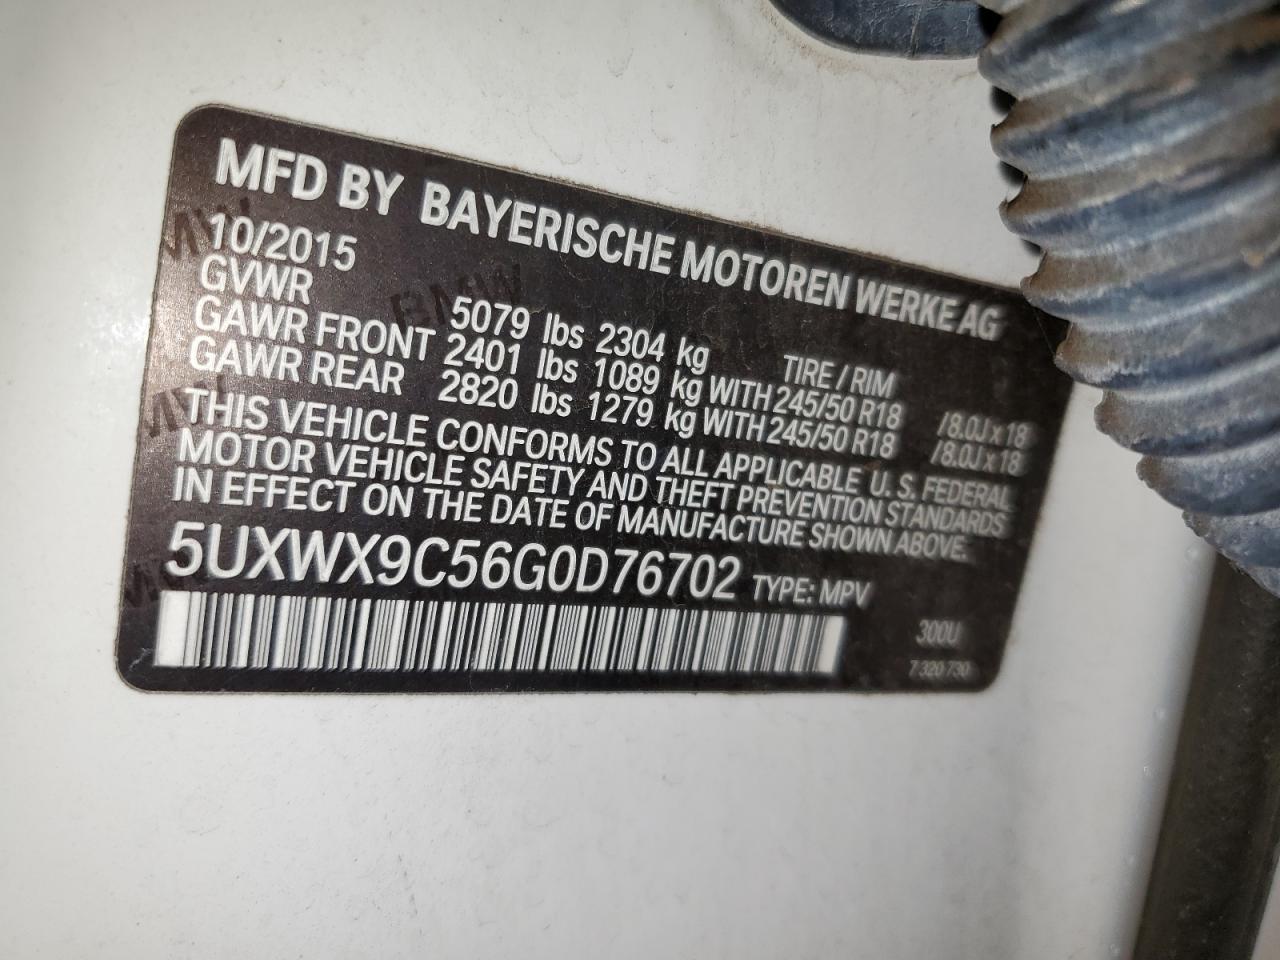 MFD BY BAYERISCHE MOTOREN WERKE AG
10/2015
GVWR 5079 lbs 2304 kg TIRE / RIM
GAWR FRONT 2401 lbs 1089 kg WITH 245/50 R18 /8.0J x 18
GAWR REAR 2820 lbs 1279 kg WITH 245/50 R18 /8.0J x 18
THIS VEHICLE CONFORMS TO ALL APPLICABLE U. S. FEDERAL
MOTOR VEHICLE SAFETY AND THEFT PREVENTION STANDARDS
IN EFFECT ON THE DATE OF MANUFACTURE SHOWN ABOVE.
5UXWX9C56G0D76702 TYPE: MPV
300U
7 320 730
BMW